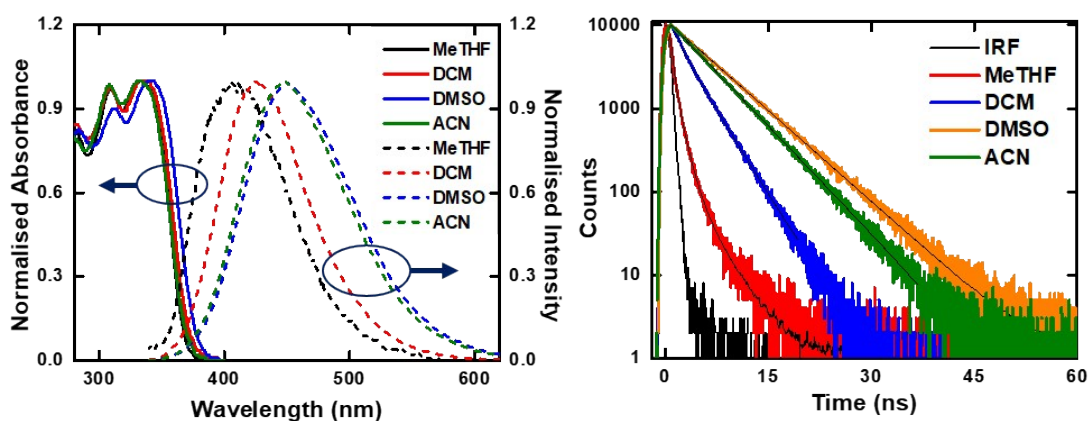 1.2
0.9
0.6
0.3
0.0
Normalised Absorbance
300
400
500
600
Wavelength (nm)
1.2
0.9
0.6
0.3
0.0
Normalised Intensity
MeTHF
DCM
DMSO
ACN
MeTHF
DCM
DMSO
ACN
10000
1000
100
10
1
Counts
0
15
30
45
60
Time (ns)
IRF
MeTHF
DCM
DMSO
ACN